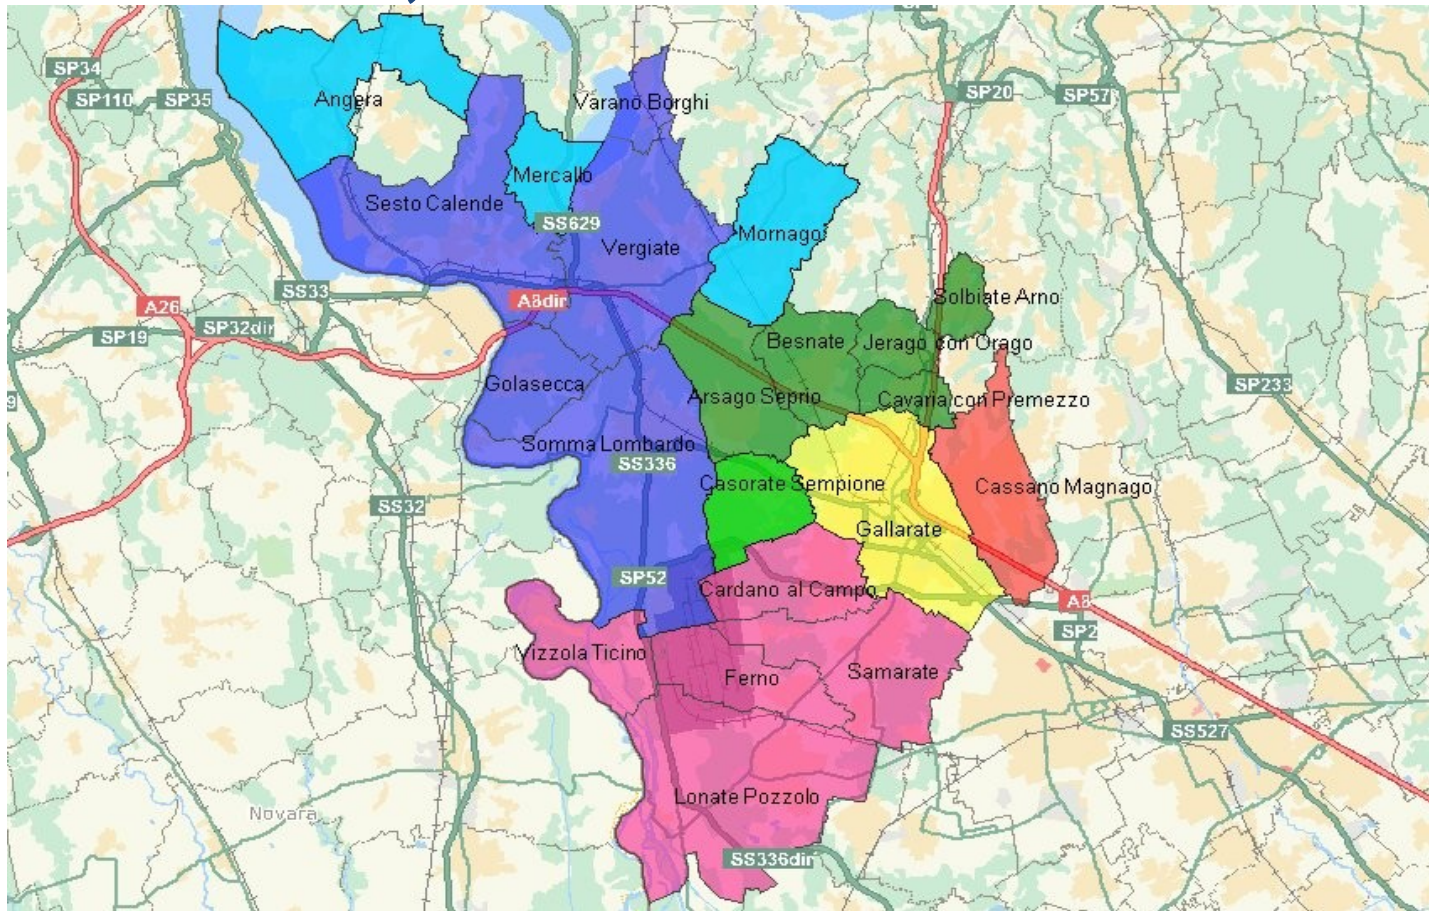 SP34
SP110
SP35
Angera
Varano Borghi
SP20
SP57
Mercallo
Sesto Calende
SS629
Vergiate
Mornago
SS33
A8dir
A26
SP32dir
SP19
Solbiate Arno
Besnate
Jerago con Orago
Golasecca
Arsago Seprio
Cavaria con Premezzo
SP233
Somma Lombardo
SS336
Casorate Sempione
Cassano Magnago
SS32
Gallarate
SP52
Cardano al Campo
A8
SP2
Vizzola Ticino
Ferno
Samarate
SS527
Lonate Pozzolo
Novara
SS336dir